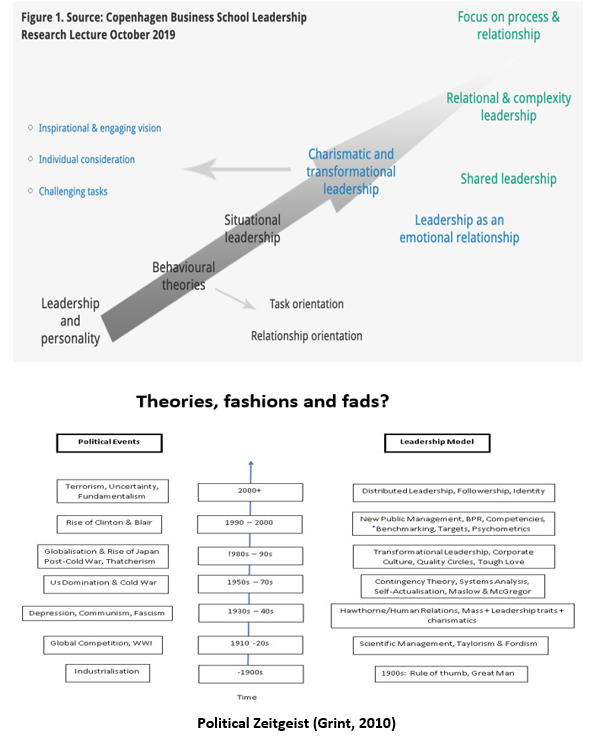 Figure 1. Source: Copenhagen Business School Leadership
Research Lecture October 2019
Focus on process &
relationship
Relational & complexity
leadership
Inspirational & engaging vision
Individual consideration
Challenging tasks
Charismatic and
transformational
leadership
Shared leadership
Leadership as an
emotional relationship
Situational
leadership
Behavioural
theories
Task orientation
Relationship orientation
Leadership
and
personality
Theories, fashions and fads?
Political Events
Leadership Model
Terrorism, Uncertainty,
Fundamentalism
2000+
Distributed Leadership, Followership, Identity
Rise of Clinton & Blair
1990 – 2000
New Public Management, BPR, Competencies,
*Benchmarking, Targets, Psychometrics
Globalisation & Rise of Japan
Post-Cold War, Thatcherism
!980s – 90s
Transformational Leadership, Corporate
Culture, Quality Circles, Tough Love
Us Domination & Cold War
1950s – 70s
Contingency Theory, Systems Analysis,
Self-Actualisation, Maslow & McGregor
Depression, Communism, Fascism
1930s – 40s
Hawthorne/Human Relations, Mass + Leadership traits +
charismatics
Global Competition, WWI
1910 -20s
Scientific Management, Taylorism & Fordism
Industrialisation
-1900s
1900s: Rule of thumb, Great Man
Time
Political Zeitgeist (Grint, 2010)